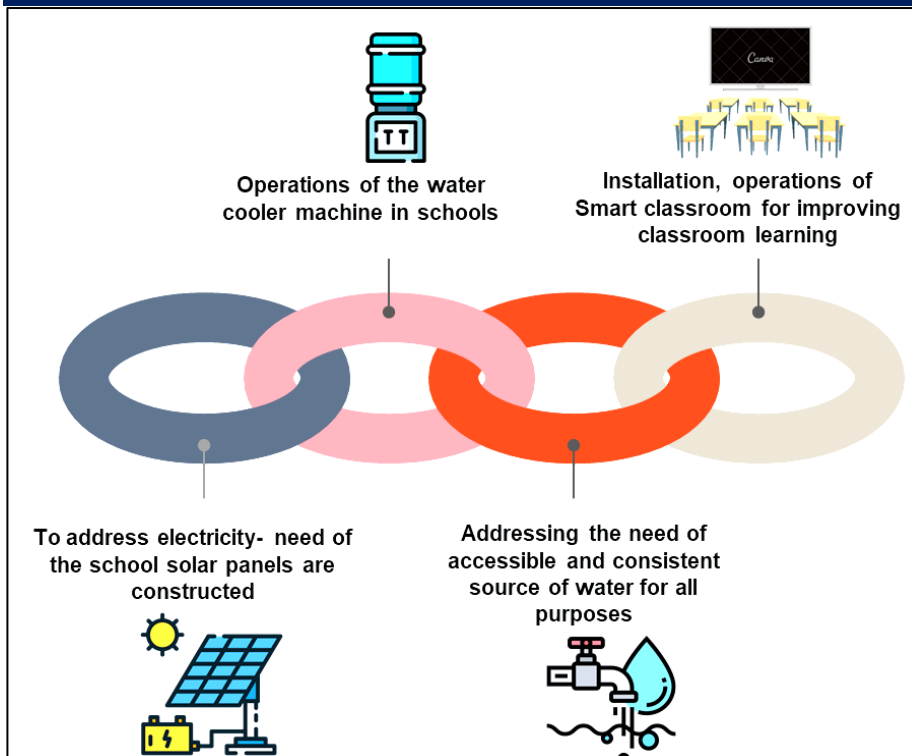 Canva
Operations of the water
cooler machine in schools
Installation, operations of
Smart classroom for improving
classroom learning
To address electricity- need of
the school solar panels are
constructed
Addressing the need of
accessible and consistent
source of water for all
purposes